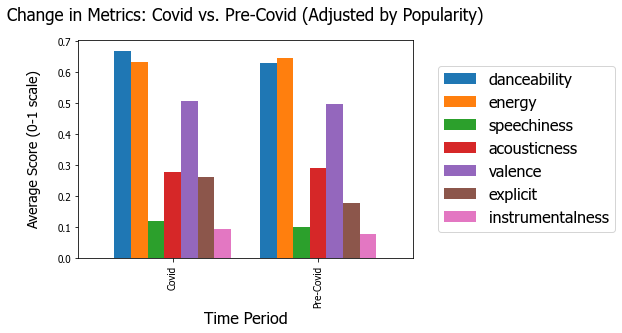 Change in Metrics: Covid vs. Pre-Covid (Adjusted by Popularity)
0.7
0.6
0.5
0.4
0.3
0.2
0.1
0.0
Average Score (0-1 scale)
Covid
Pre-Covid
Time Period
danceability
energy
speechiness
acousticness
valence
explicit
instrumentalness